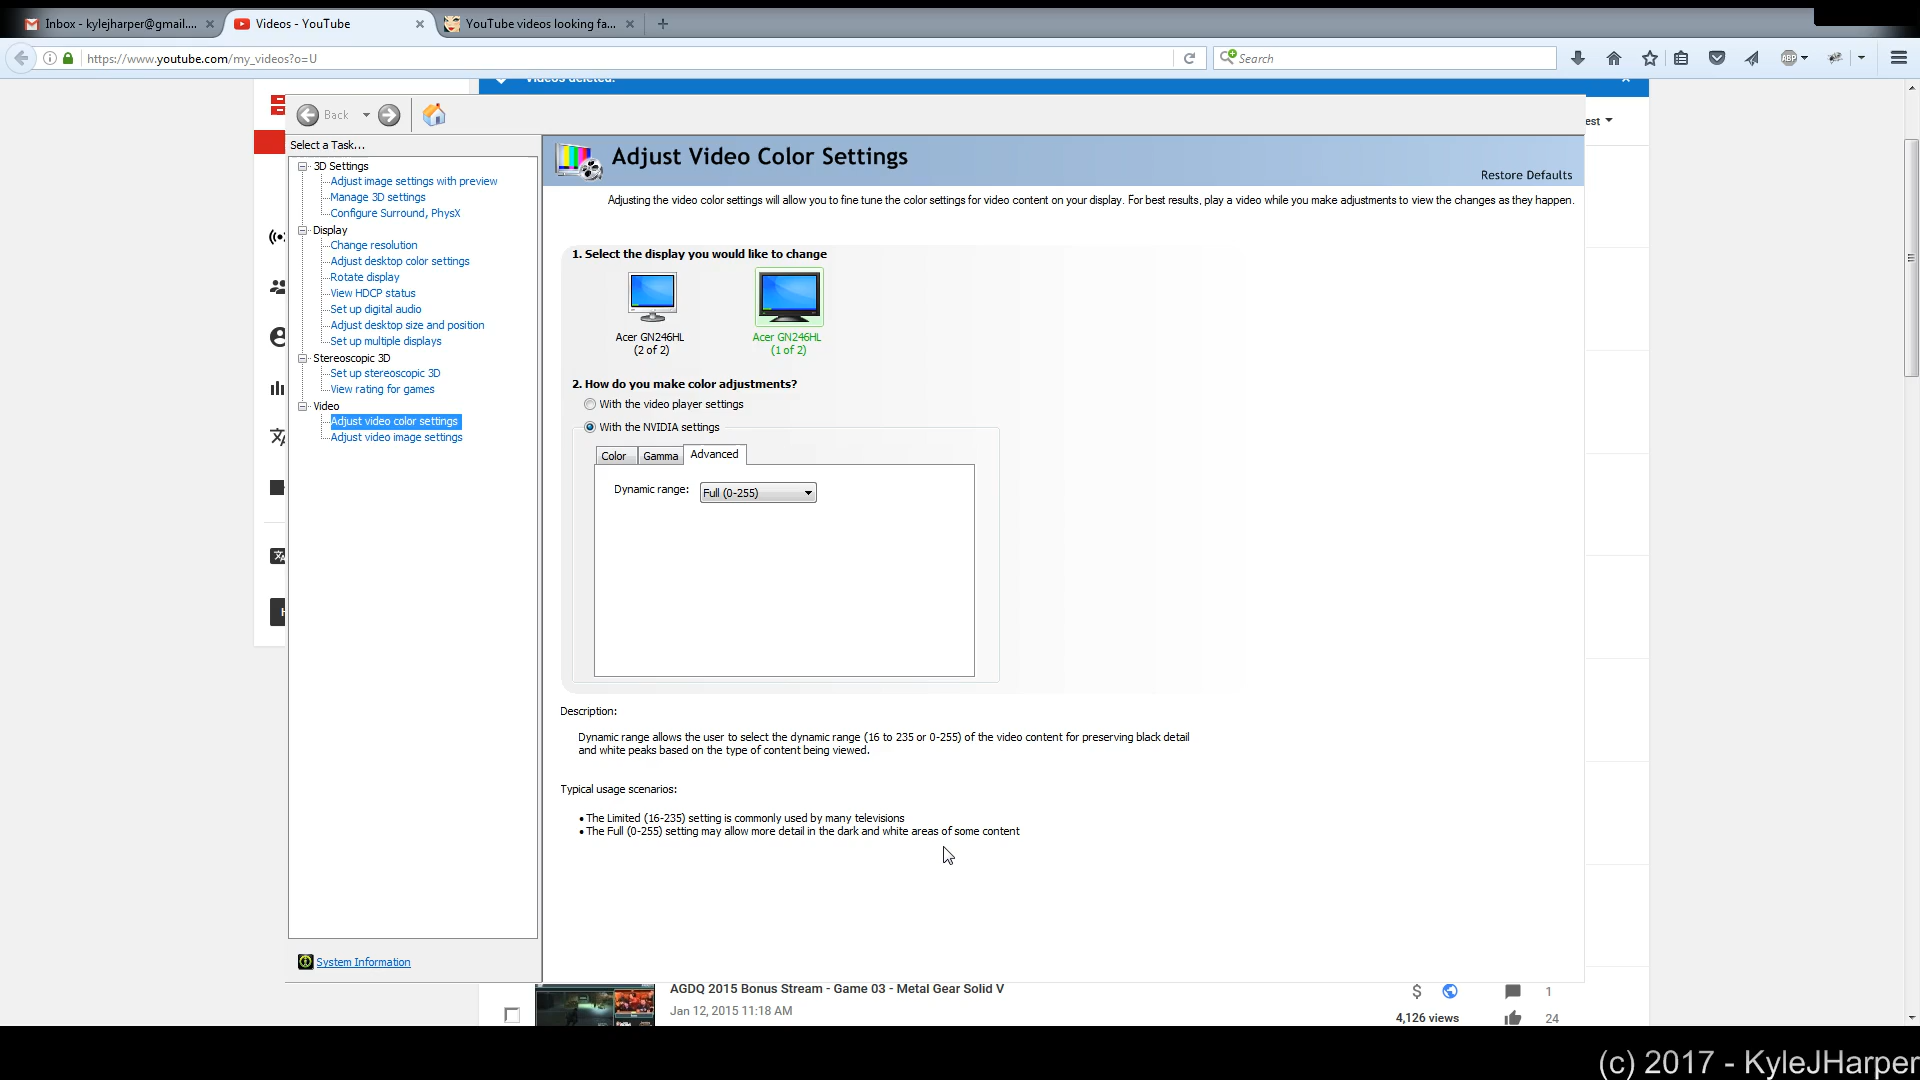 Inbox - kylejharper@gmail....
Videos - YouTube
YouTube videos looking fa...
https://www.youtube.com/my_videos?o=U
Search
ABP
Videos deleted.
Back
est
Select a Task...
3D Settings
Adjust image settings with preview
Manage 3D settings
Configure Surround, PhysX
Display
Change resolution
Adjust desktop color settings
Rotate display
View HDCP status
Set up digital audio
Adjust desktop size and position
Set up multiple displays
Stereoscopic 3D
Set up stereoscopic 3D
View rating for games
Video
Adjust video color settings
Adjust video image settings
System Information
Adjust Video Color Settings
Restore Defaults
Adjusting the video color settings will allow you to fine tune the color settings for video content on your display. For best results, play a video while you make adjustments to view the changes as they happen.
1. Select the display you would like to change
Acer GN246HL
(2 of 2)
Acer GN246HL
(1 of 2)
2. How do you make color adjustments?
With the video player settings
With the NVIDIA settings
Color
Gamma
Advanced
Dynamic range:
Full (0-255)
Description:
Dynamic range allows the user to select the dynamic range (16 to 235 or 0-255) of the video content for preserving black detail
and white peaks based on the type of content being viewed.
Typical usage scenarios:
• The Limited (16-235) setting is commonly used by many televisions
• The Full (0-255) setting may allow more detail in the dark and white areas of some content
AGDQ 2015 Bonus Stream - Game 03 - Metal Gear Solid V
Jan 12, 2015 11:18 AM
$
1
4,126 views
24
(c) 2017 - KyleJHarper